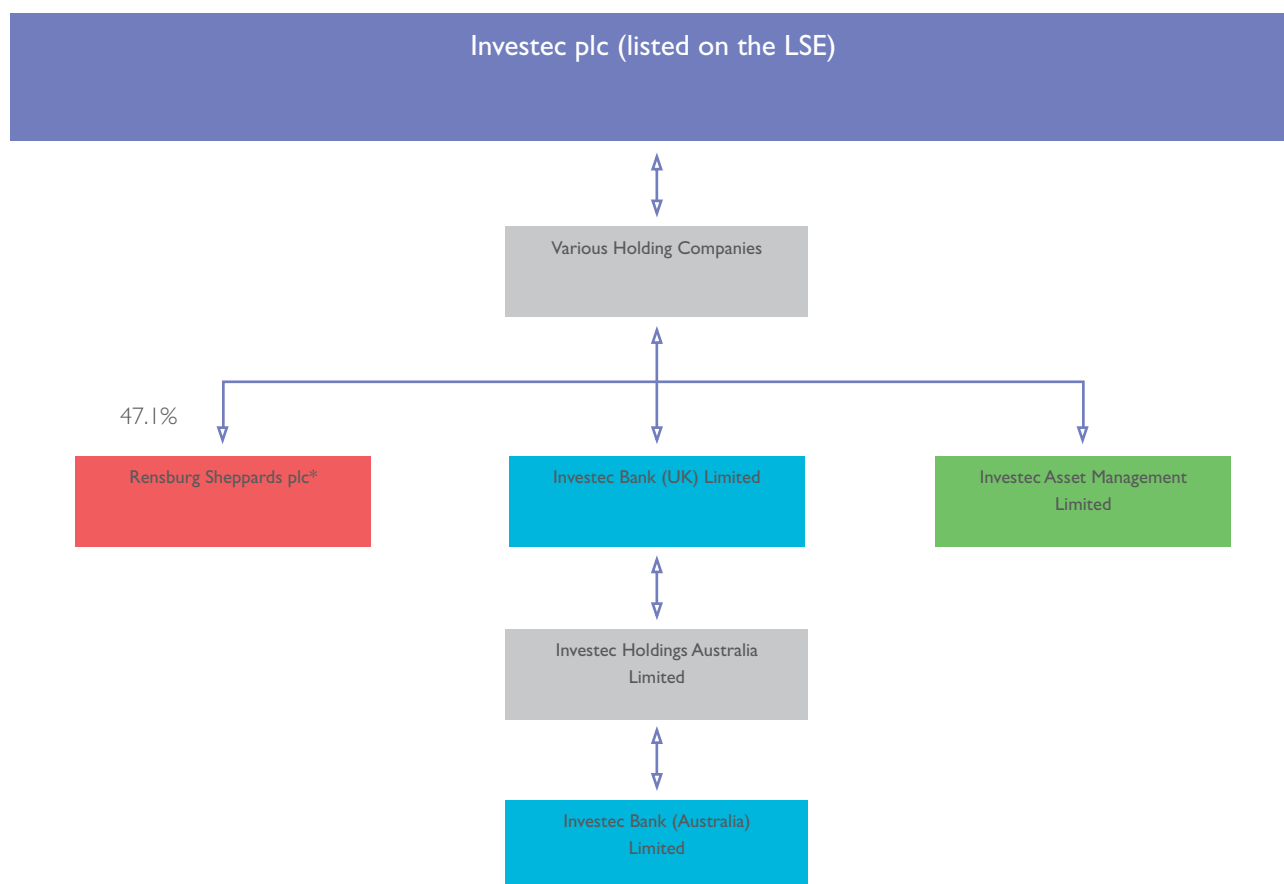 Investec plc (listed on the LSE)
Various Holding Companies
47.1%
Rensburg Sheppards plc*
Investec Bank (UK) Limited
Investec Asset Management
Limited
Investec Holdings Australia
Limited
Investec Bank (Australia)
Limited